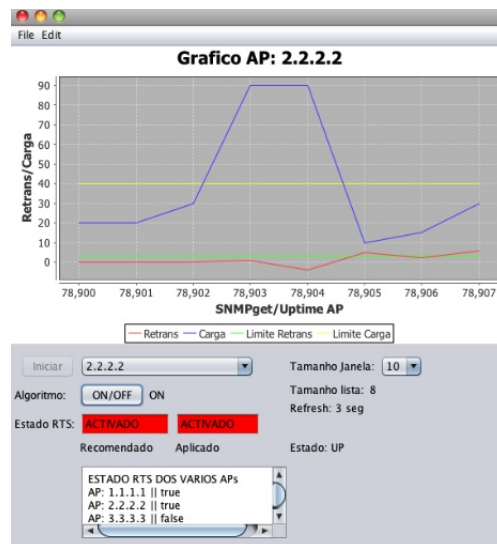 File Edit
Grafico AP: 2.2.2.2
Retrans/Carga
90
80
70
60
50
40
30
20
10
0
78,900 78,901 78,902 78,903 78,904 78,905 78,906 78,907
SNMPget/Uptime AP
Retrans Carga Limite Retrans Limite Carga
Iniciar 2.2.2.2 Tamanho Janela: 10
Algoritmo: ON/OFF ON Tamanho lista: 8
Refresh: 3 seg
Estado RTS: ACTIVADO ACTIVADO
Recomendado Aplicado Estado: UP
ESTADO RTS DOS VARIOS APs
AP: 1.1.1.1 || true
AP: 2.2.2.2 || true
AP: 3.3.3.3 || false